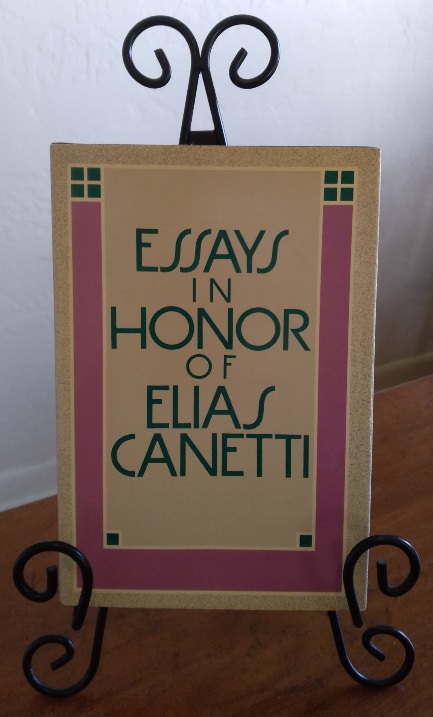 ESSAYS
IN
HONOR
OF
ELIAS
CANETTI